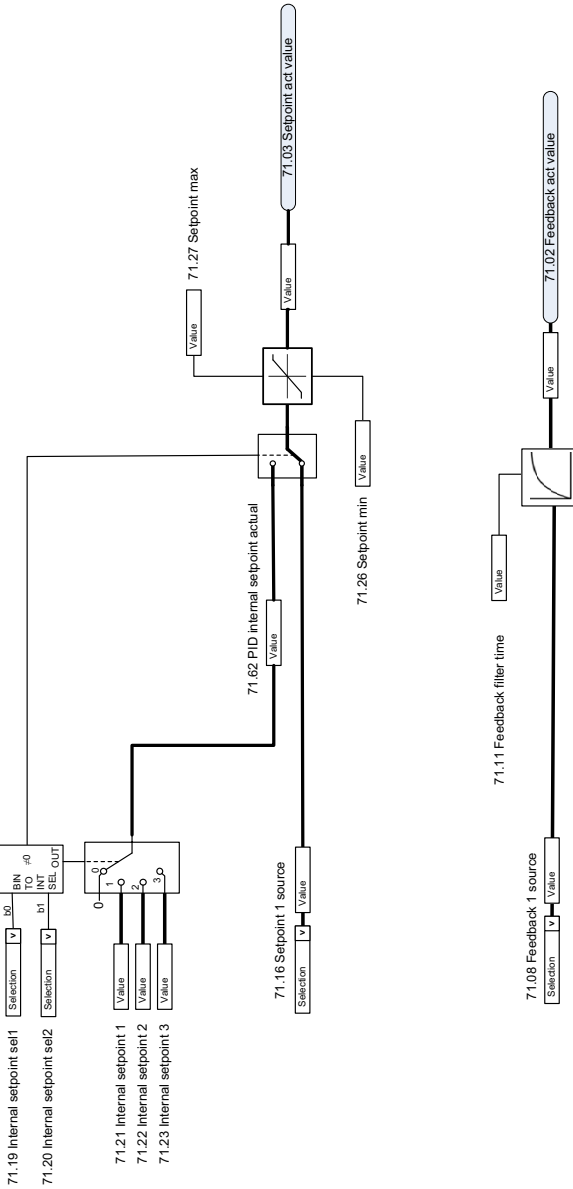 71.19 Internal setpoint sel1
Selection v
b0
71.20 Internal setpoint sel2
Selection v
b1
BIN
TO
INT
SEL OUT
≠0
71.21 Internal setpoint 1
Value
71.22 Internal setpoint 2
Value
71.23 Internal setpoint 3
Value
0
0
1
2
3
71.62 PID internal setpoint actual
Value
71.16 Setpoint 1 source
Selection v Value
71.27 Setpoint max
Value
71.26 Setpoint min
Value
Value
71.03 Setpoint act value
71.11 Feedback filter time
Value
71.08 Feedback 1 source
Selection v Value
Value
71.02 Feedback act value